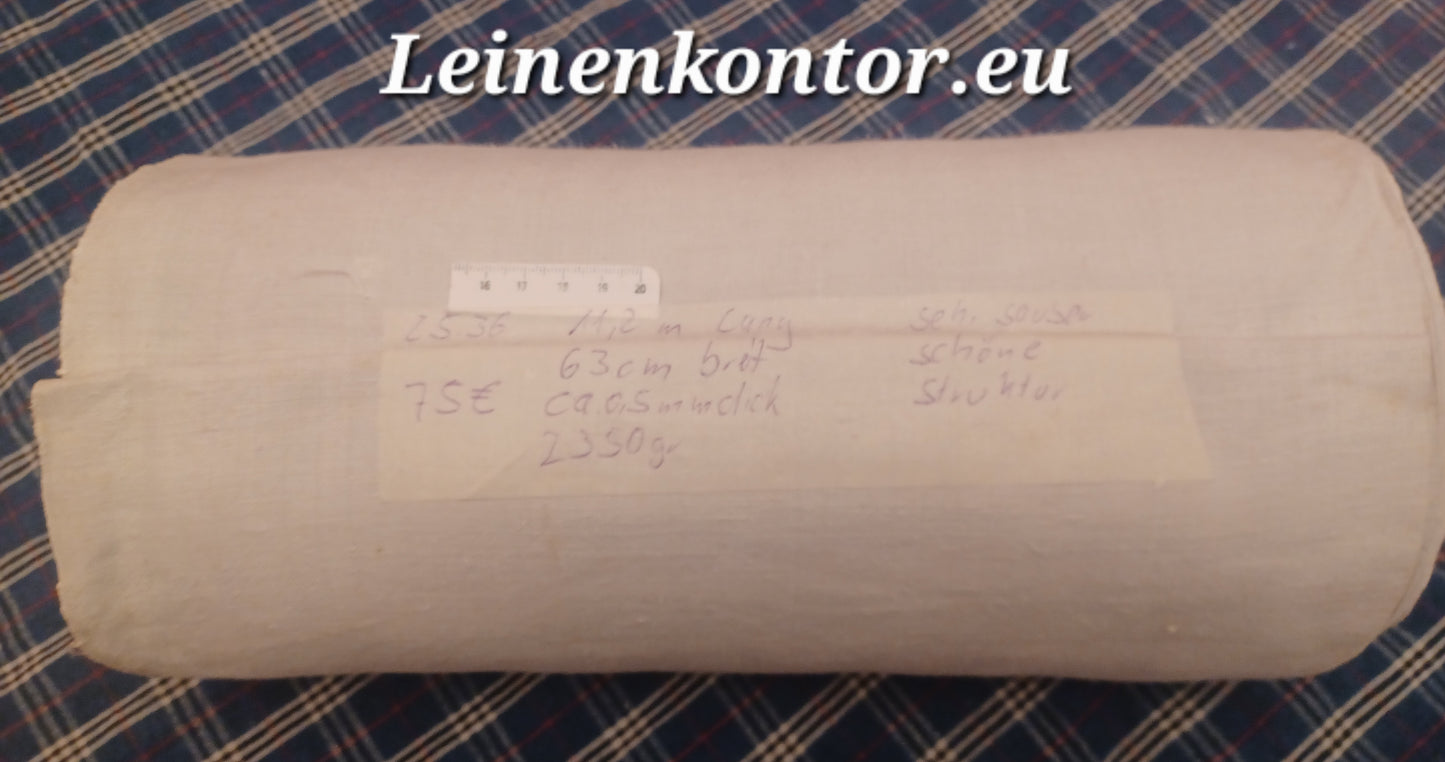 Leinenkontor.eu
16 17 18 19 20
2536 11,2 m lang sehr sauber
63cm breit schöne
75€ ca. 0,5mm dick Struktur
2350gr